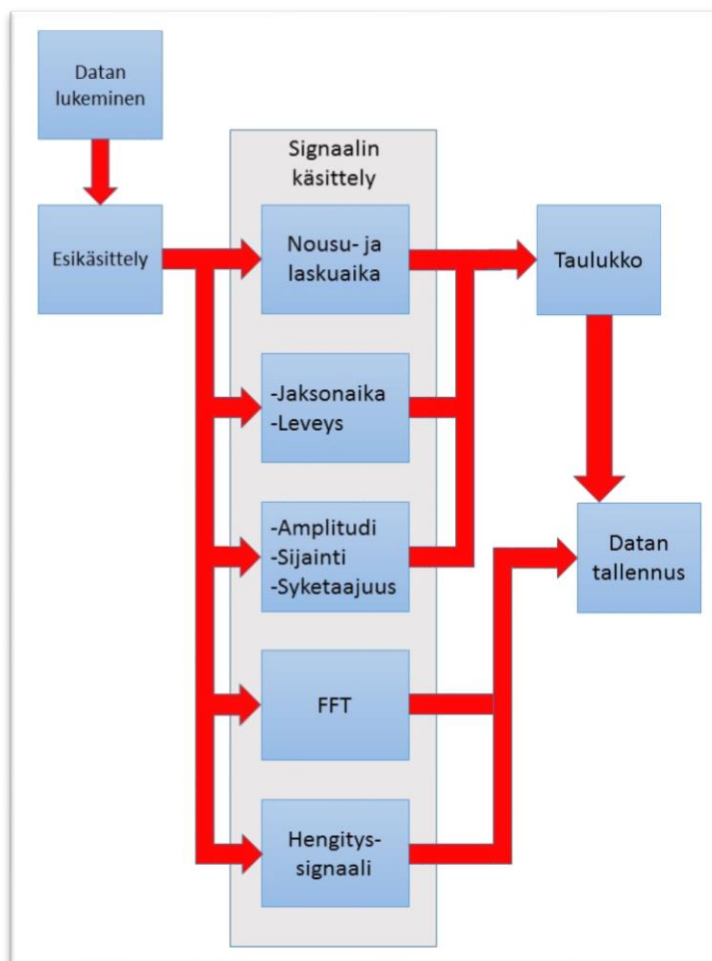 Datan
lukeminen
Esikäsittely
Signaalin
käsittely
Nousu- ja
laskuaika
-Jaksonaika
-Leveys
-Amplitudi
-Sijainti
-Syketaajuus
FFT
Hengitys-
signaali
Taulukko
Datan
tallennus